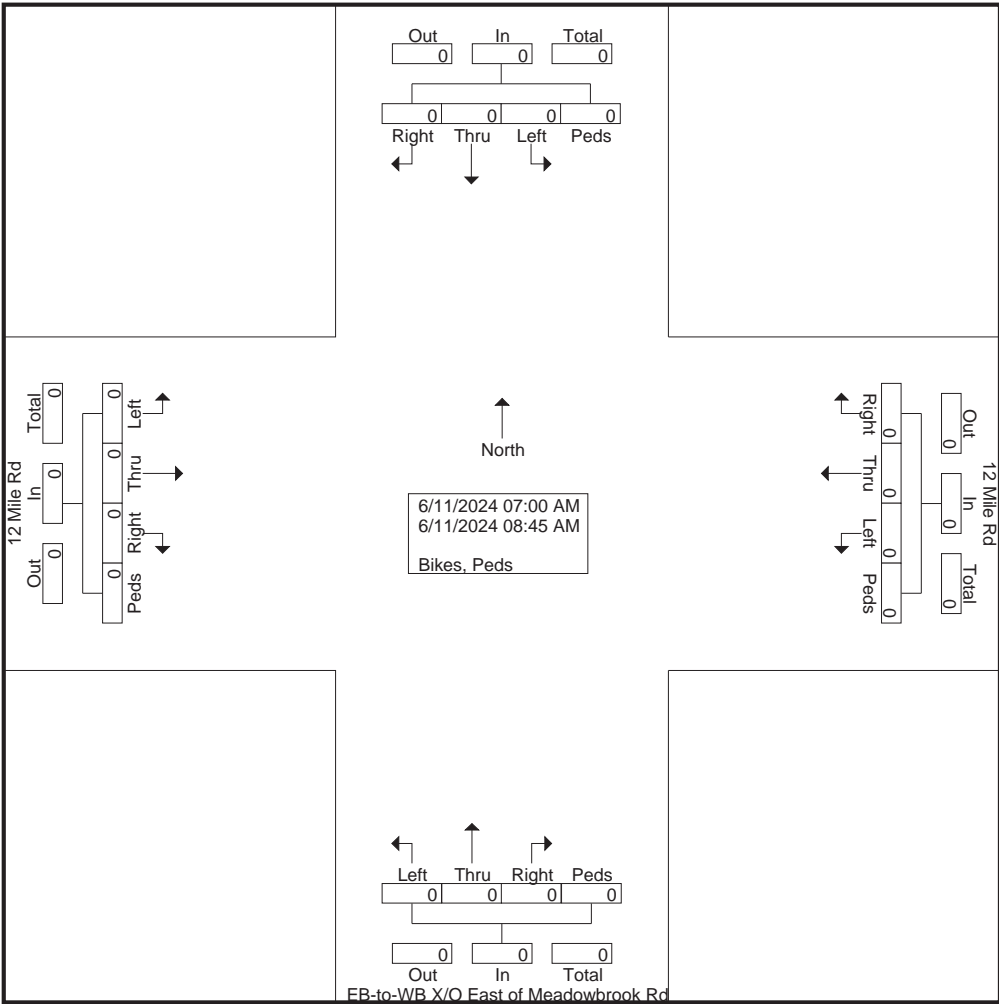 Out In Total
0 0 0
0 0 0 0
Right Thru Left Peds
12 Mile Rd
Total In Out
0 0 0
0 0 0 0
Left Thru Right Peds
North
6/11/2024 07:00 AM
6/11/2024 08:45 AM
Bikes, Peds
Right Thru Left Peds
0 0 0 0
Out In Total
0 0 0
12 Mile Rd
Left Thru Right Peds
0 0 0 0
0 0 0
Out In Total
EB-to-WB X/O East of Meadowbrook Rd